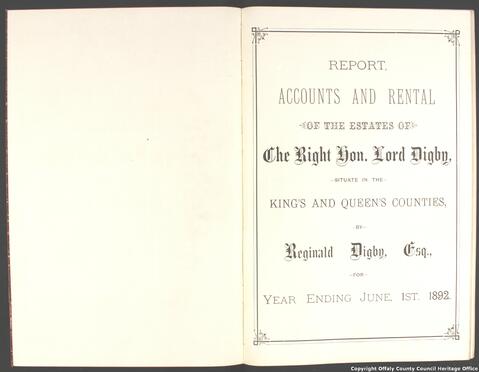 REPORT,
ACCOUNTS AND RENTAL
OF THE ESTATES OF
The Right Hon. Lord Digby,
-SITUATE IN THE-
KING'S AND QUEEN'S COUNTIES,
-BY-
Reginald Digby, Esq.,
-FOR-
YEAR ENDING JUNE, 1ST, 1892.
Copyright Offaly County Council Heritage Office